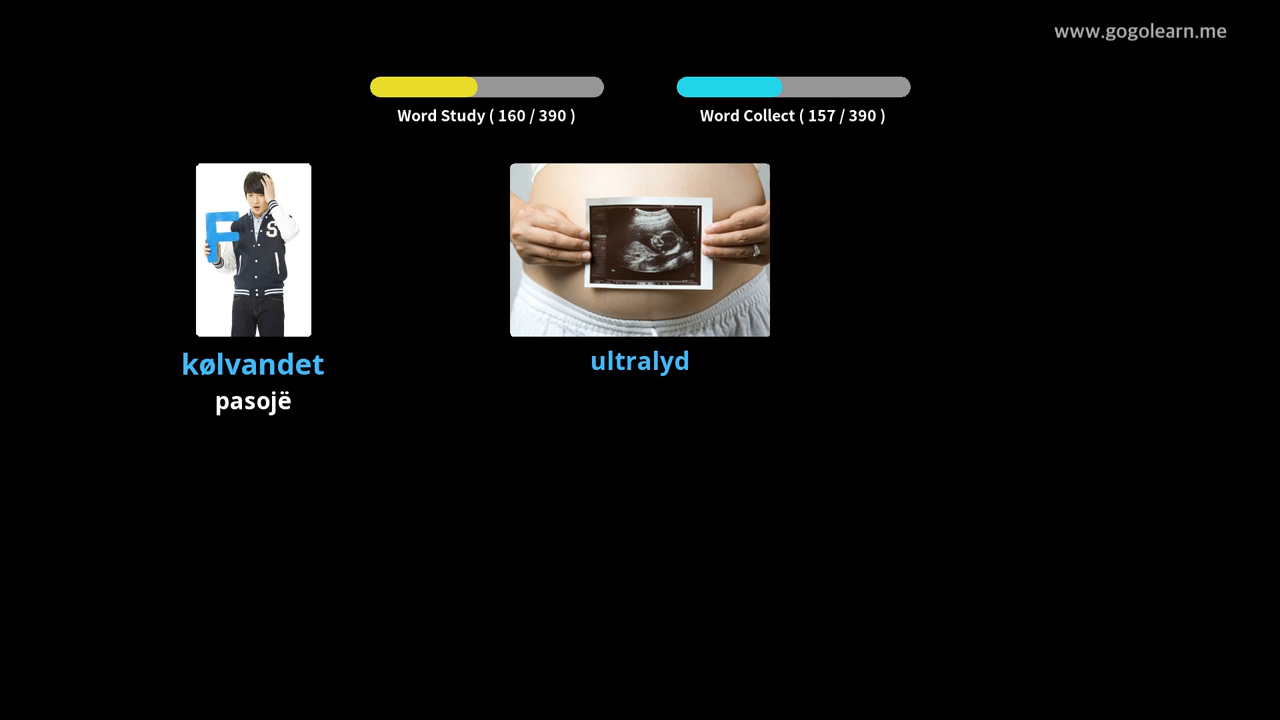 www.gogolearn.me
Word Study ( 160 / 390 )
Word Collect ( 157 / 390 )
F
S
kølvandet
pasojë
ultralyd